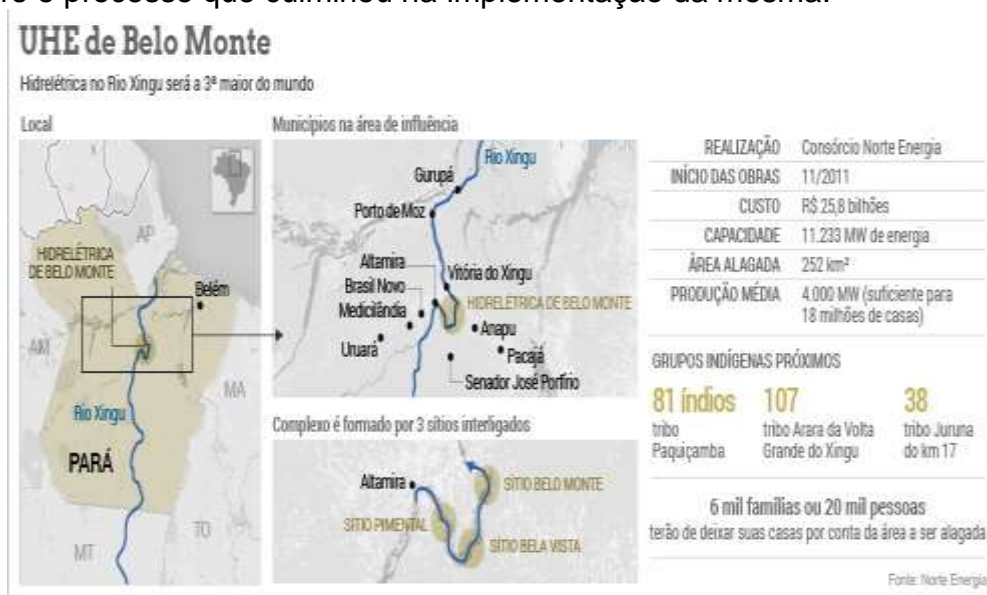 re o processo que culminou na implementação da mesma.
UHE de Belo Monte
Hidrelétrica no Rio Xingu será a 3ª maior do mundo
Local
AP
HIDRELÉTRICA
DE BELO MONTE
Belém
AM
MA
Rio Xingu
PARÁ
TO
MT
Municípios na área de influência
Rio Xingu
Gurupá
Porto de Moz
Altamira
Vitória do Xingu
Brasil Novo
HIDRELÉTRICA DE BELO MONTE
Medicilândia
Anapu
Uruará
Pacajá
Senador José Porfírio
Complexo é formado por 3 sítios interligados
Altamira
SÍTIO BELO MONTE
SÍTIO PIMENTAL
SÍTIO BELA VISTA
REALIZAÇÃO Consórcio Norte Energia
INÍCIO DAS OBRAS 11/2011
CUSTO R$ 25,8 bilhões
CAPACIDADE 11.233 MW de energia
ÁREA ALAGADA 252 km²
PRODUÇÃO MÉDIA 4.000 MW (suficiente para
18 milhões de casas)
GRUPOS INDÍGENAS PRÓXIMOS
81 índios
tribo
Paquiçamba
107
tribo Arara da Volta
Grande do Xingu
38
tribo Juruna
do km 17
6 mil famílias ou 20 mil pessoas
terão de deixar suas casas por conta da área a ser alagada
Fonte: Norte Energia